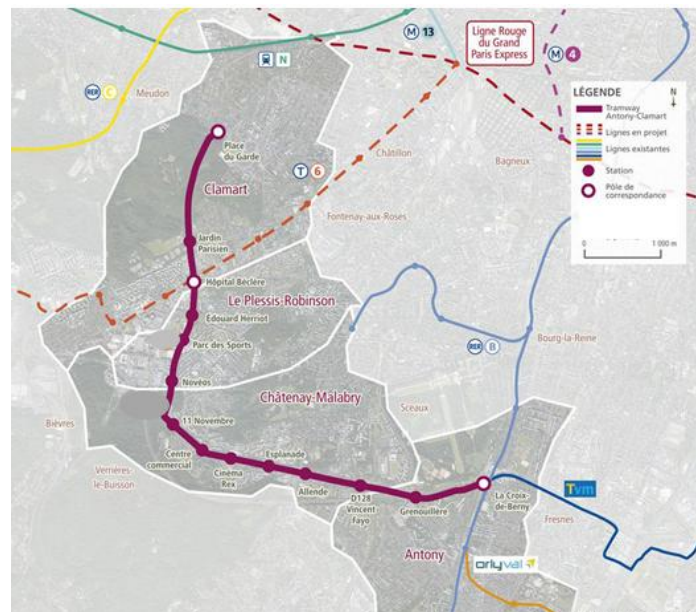 M 13
Ligne Rouge
du Grand
Paris Express
M 4
N
RER C
Meudon
LÉGENDE
N
Tramway
Antony-Clamart
Lignes en projet
Lignes existantes
Station
Pôle de
correspondance
0 1 000 m
Place
du Garde
Châtillon
Bagneux
T 6
Clamart
Fontenay-aux-Roses
Jardin
Parisien
Hôpital Béclère
Le Plessis-Robinson
Édouard Herriot
Parc des Sports
RER B
Bourg-la-Reine
Novéos
Châtenay-Malabry
Sceaux
Bièvres
11 Novembre
Verrières
-le-Buisson
Centre
commercial
Cinéma
Rex
Esplanade
Allende
D128
Vincent
Fayo
Grenouillère
La Croix-
de-Berny
Tvm
Fresnes
Antony
orlyval